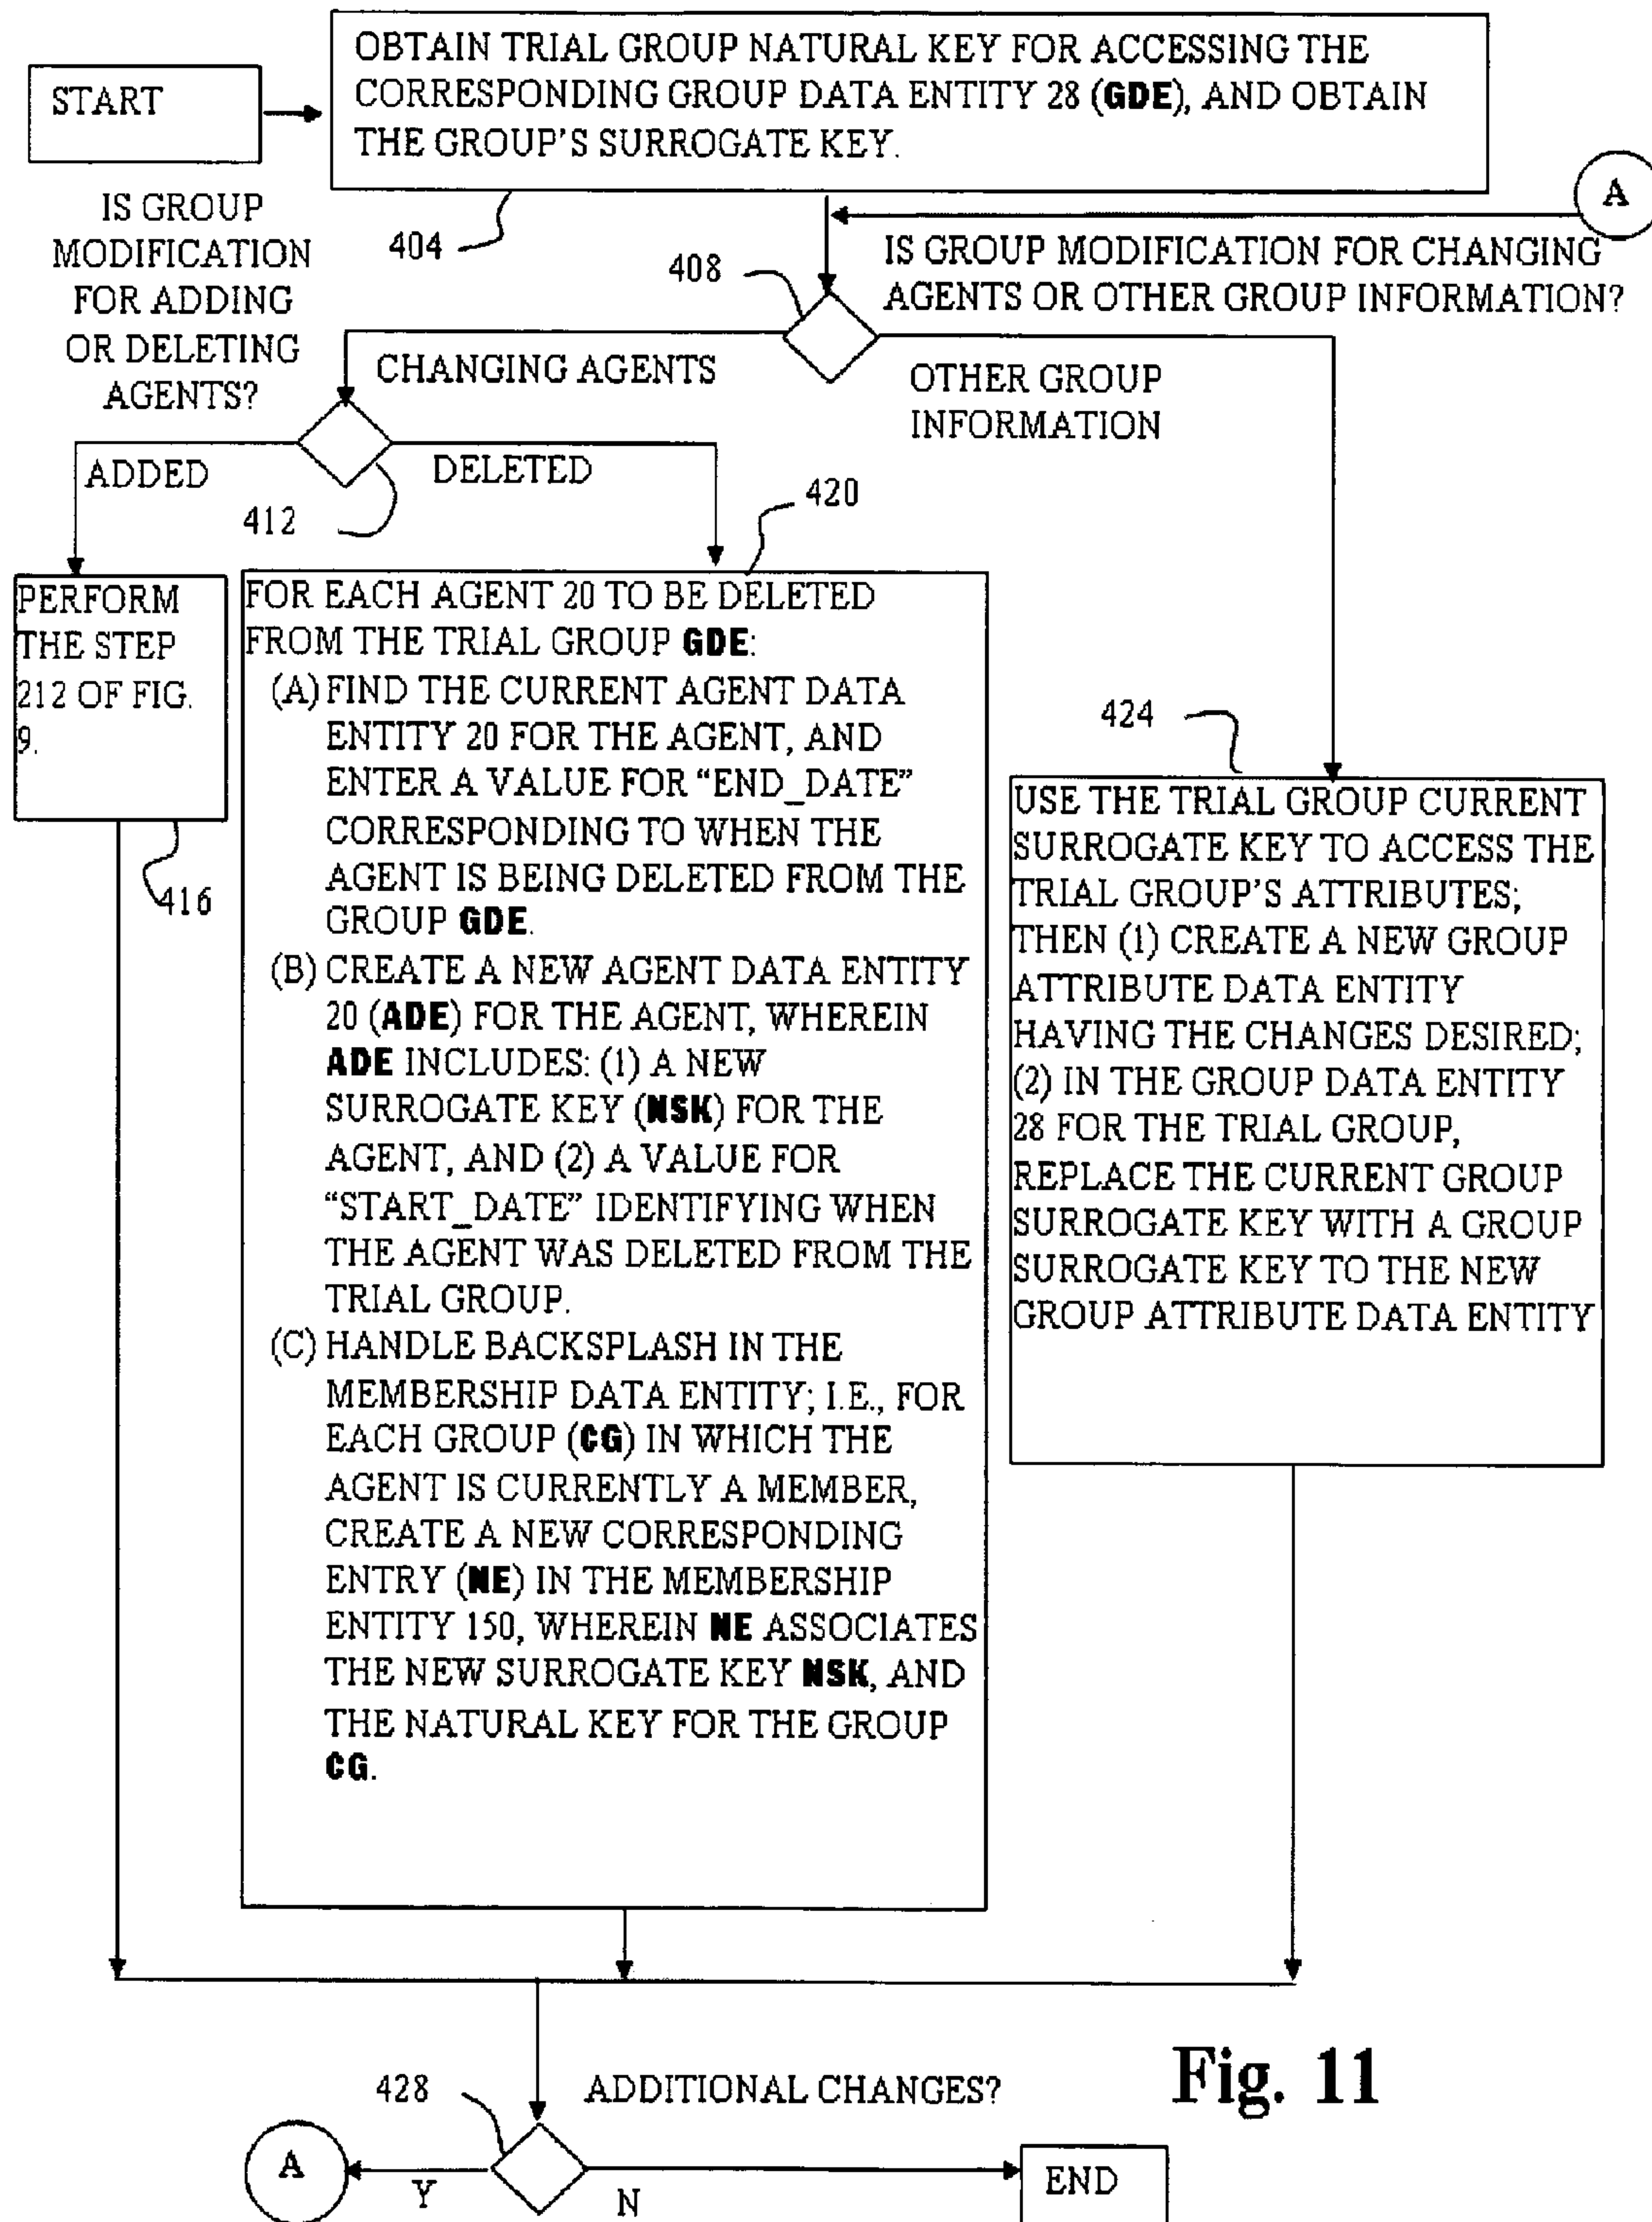 START
OBTAIN TRIAL GROUP NATURAL KEY FOR ACCESSING THE
CORRESPONDING GROUP DATA ENTITY 28 (GDE), AND OBTAIN
THE GROUP'S SURROGATE KEY.
A
404
IS GROUP
MODIFICATION
FOR ADDING
OR DELETING
AGENTS?
408
IS GROUP MODIFICATION FOR CHANGING
AGENTS OR OTHER GROUP INFORMATION?
CHANGING AGENTS
OTHER GROUP
INFORMATION
ADDED
DELETED
412
420
PERFORM
THE STEP
212 OF FIG.
9.
416
FOR EACH AGENT 20 TO BE DELETED
FROM THE TRIAL GROUP GDE:
(A) FIND THE CURRENT AGENT DATA
ENTITY 20 FOR THE AGENT, AND
ENTER A VALUE FOR “END_DATE”
CORRESPONDING TO WHEN THE
AGENT IS BEING DELETED FROM THE
GROUP GDE.
(B) CREATE A NEW AGENT DATA ENTITY
20 (ADE) FOR THE AGENT, WHEREIN
ADE INCLUDES: (1) A NEW
SURROGATE KEY (NSK) FOR THE
AGENT, AND (2) A VALUE FOR
“START_DATE” IDENTIFYING WHEN
THE AGENT WAS DELETED FROM THE
TRIAL GROUP.
(C) HANDLE BACKSPLASH IN THE
MEMBERSHIP DATA ENTITY; I.E., FOR
EACH GROUP (CG) IN WHICH THE
AGENT IS CURRENTLY A MEMBER,
CREATE A NEW CORRESPONDING
ENTRY (NE) IN THE MEMBERSHIP
ENTITY 150, WHEREIN NE ASSOCIATES
THE NEW SURROGATE KEY NSK, AND
THE NATURAL KEY FOR THE GROUP
CG.
424
USE THE TRIAL GROUP CURRENT
SURROGATE KEY TO ACCESS THE
TRIAL GROUP'S ATTRIBUTES;
THEN (1) CREATE A NEW GROUP
ATTRIBUTE DATA ENTITY
HAVING THE CHANGES DESIRED;
(2) IN THE GROUP DATA ENTITY
28 FOR THE TRIAL GROUP,
REPLACE THE CURRENT GROUP
SURROGATE KEY WITH A GROUP
SURROGATE KEY TO THE NEW
GROUP ATTRIBUTE DATA ENTITY
428
ADDITIONAL CHANGES?
Fig. 11
A
Y
N
END